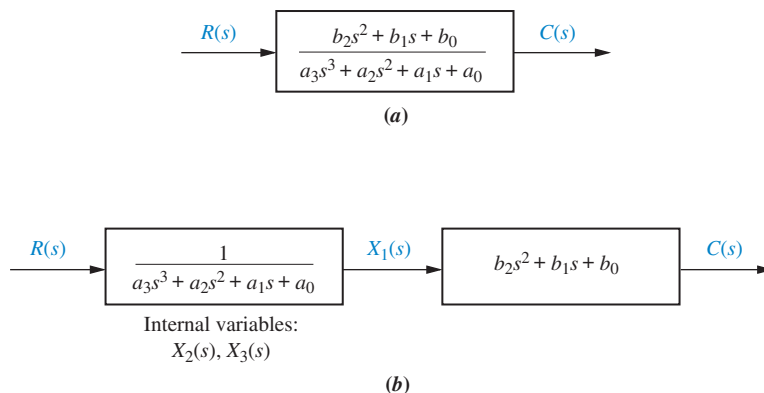 R(s)
b₂s² + b₁s + b₀
a₃s³ + a₂s² + a₁s + a₀
C(s)
(a)
R(s)
1
a₃s³ + a₂s² + a₁s + a₀
X₁(s)
b₂s² + b₁s + b₀
C(s)
Internal variables:
X₂(s), X₃(s)
(b)